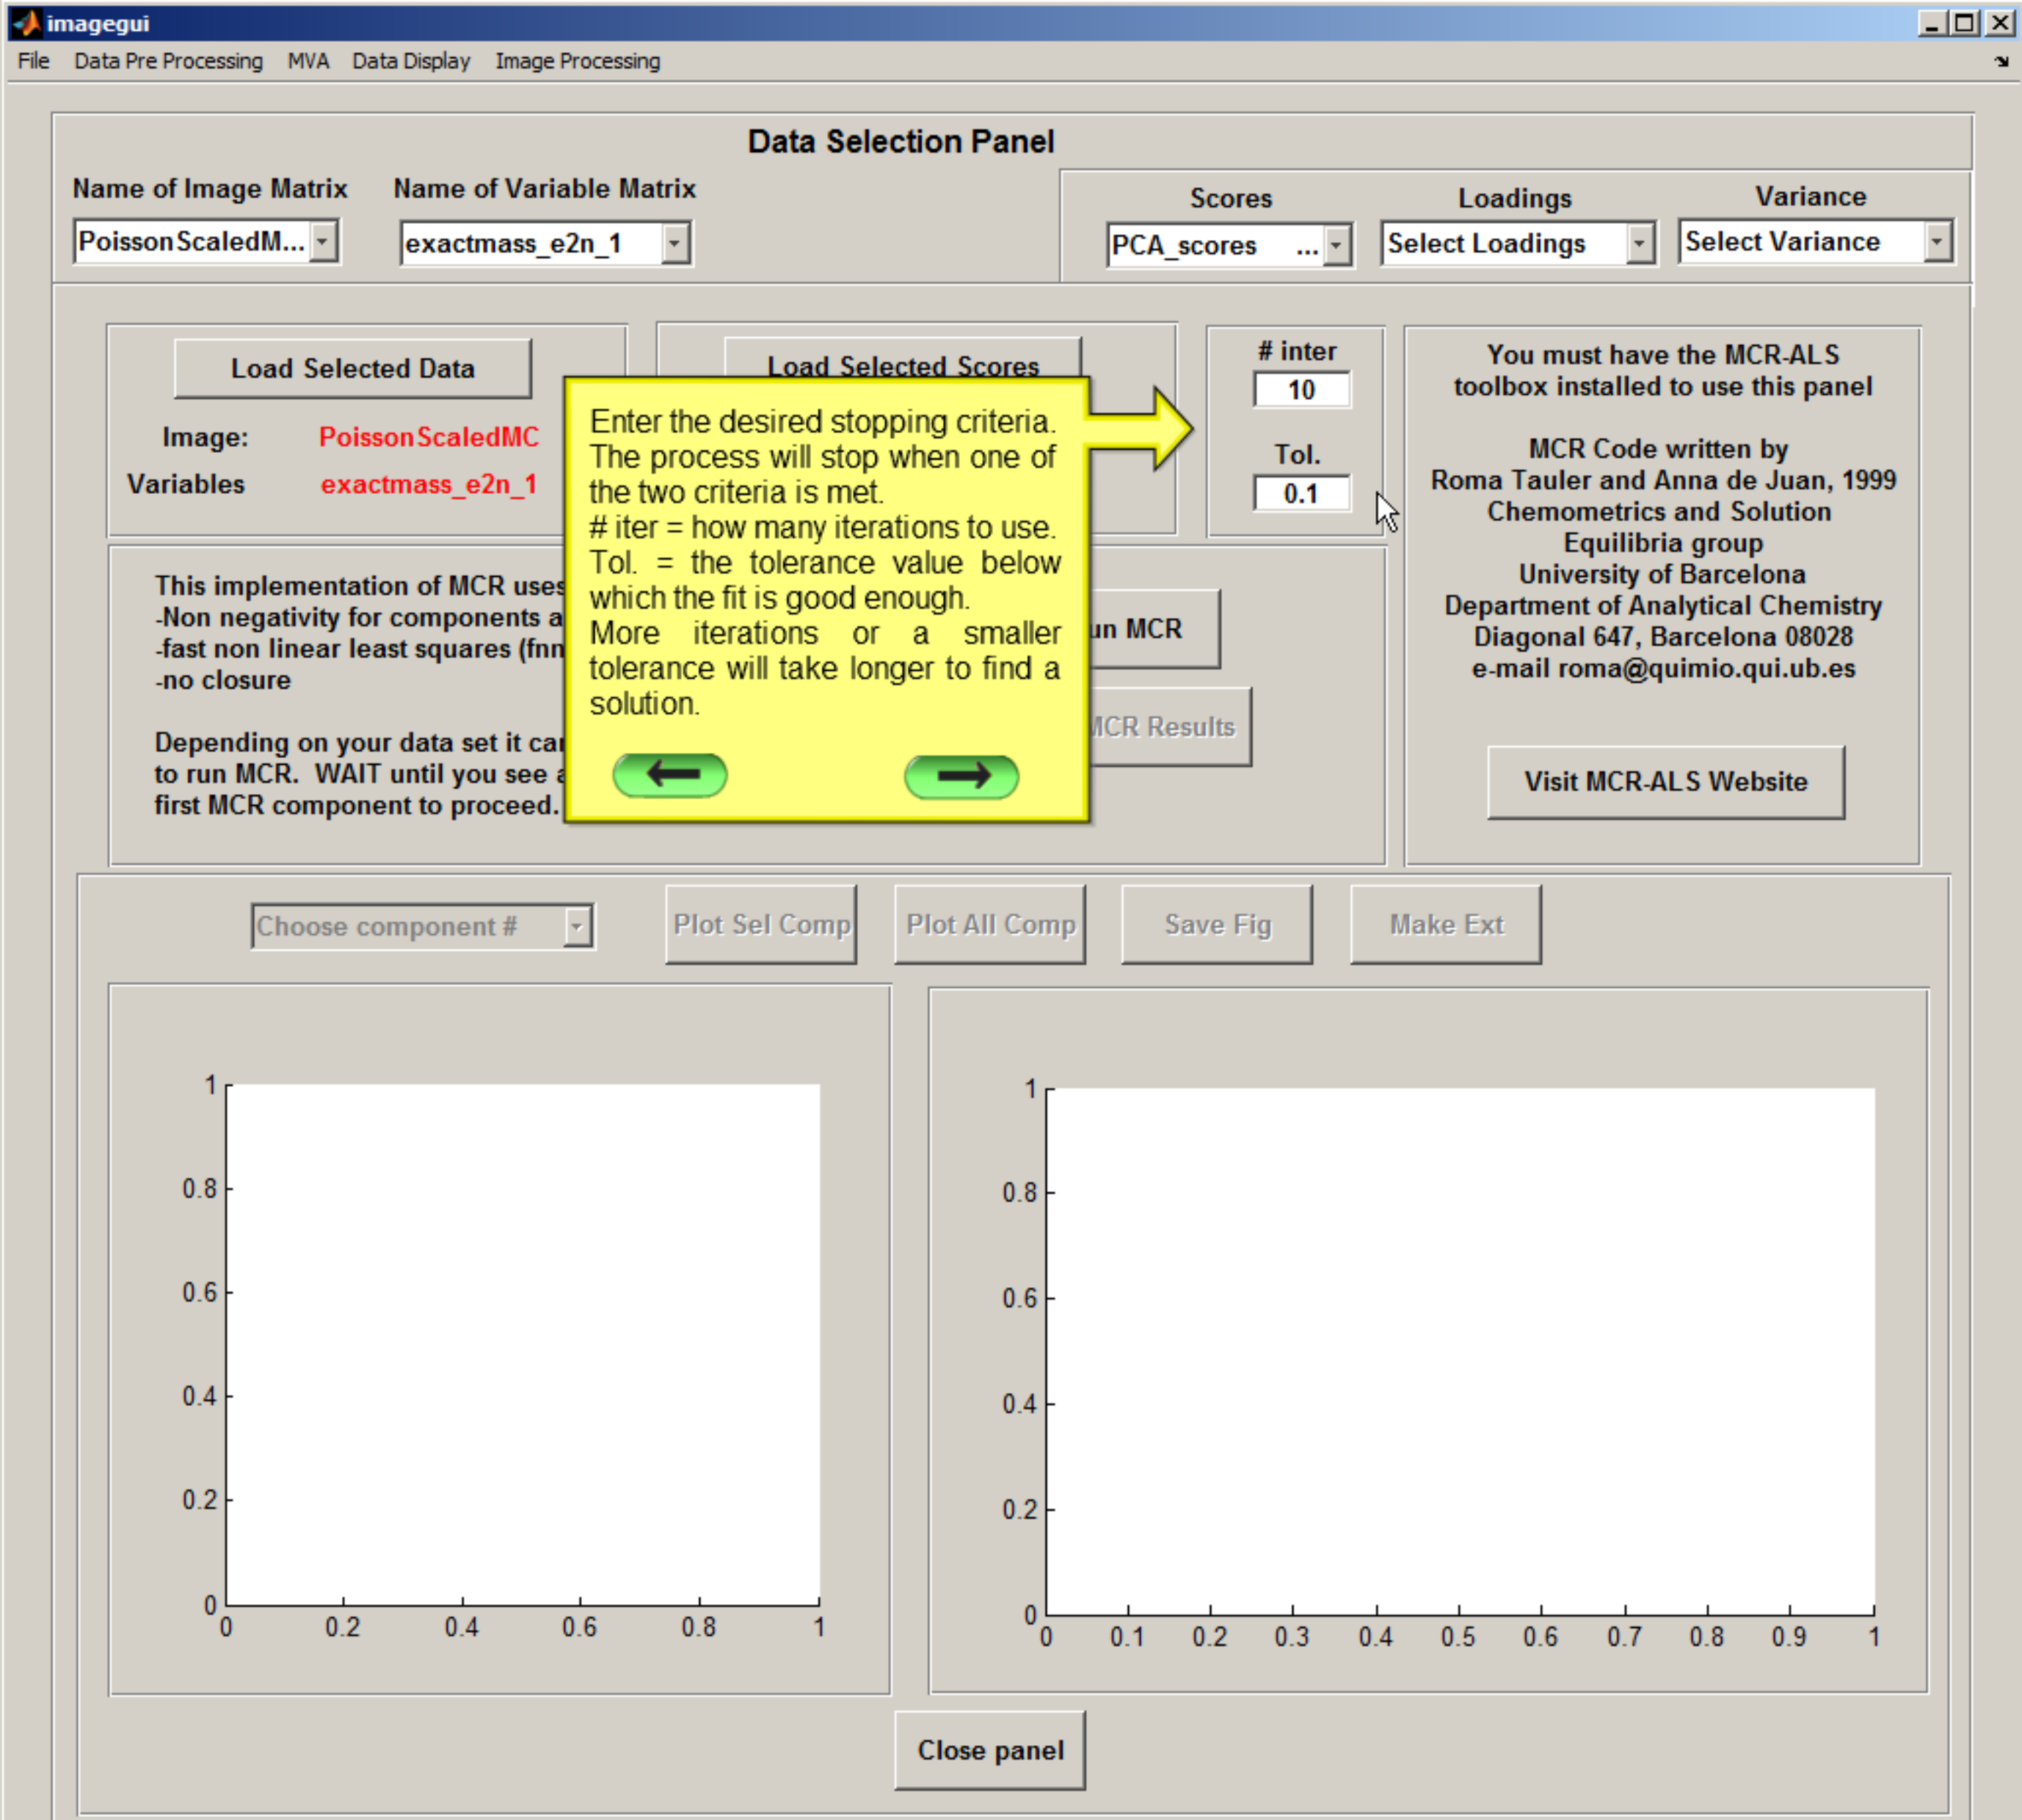 imagegui
File Data Pre Processing MVA Data Display Image Processing
Data Selection Panel
Name of Image Matrix Name of Variable Matrix
Scores Loadings Variance
PoissonScaledM... exactmass_e2n_1
PCA_scores ... Select Loadings Select Variance
Load Selected Data
Image: PoissonScaledMC
Variables exactmass_e2n_1
Load Selected Scores
Enter the desired stopping criteria.
The process will stop when one of
the two criteria is met.
# iter = how many iterations to use.
Tol. = the tolerance value below
which the fit is good enough.
More iterations or a smaller
tolerance will take longer to find a
solution.
# inter
10
Tol.
0.1
You must have the MCR-ALS
toolbox installed to use this panel
MCR Code written by
Roma Tauler and Anna de Juan, 1999
Chemometrics and Solution
Equilibria group
University of Barcelona
Department of Analytical Chemistry
Diagonal 647, Barcelona 08028
e-mail roma@quimio.qui.ub.es
Visit MCR-ALS Website
This implementation of MCR uses
-Non negativity for components
-fast non linear least squares
-no closure
Depending on your data set it
to run MCR. WAIT until you see
first MCR component to proceed.
MCR
MCR Results
Choose component # Plot Sel Comp Plot All Comp Save Fig Make Ext
1
0.8
0.6
0.4
0.2
0
0 0.2 0.4 0.6 0.8 1
1
0.8
0.6
0.4
0.2
0
0 0.1 0.2 0.3 0.4 0.5 0.6 0.7 0.8 0.9 1
Close panel